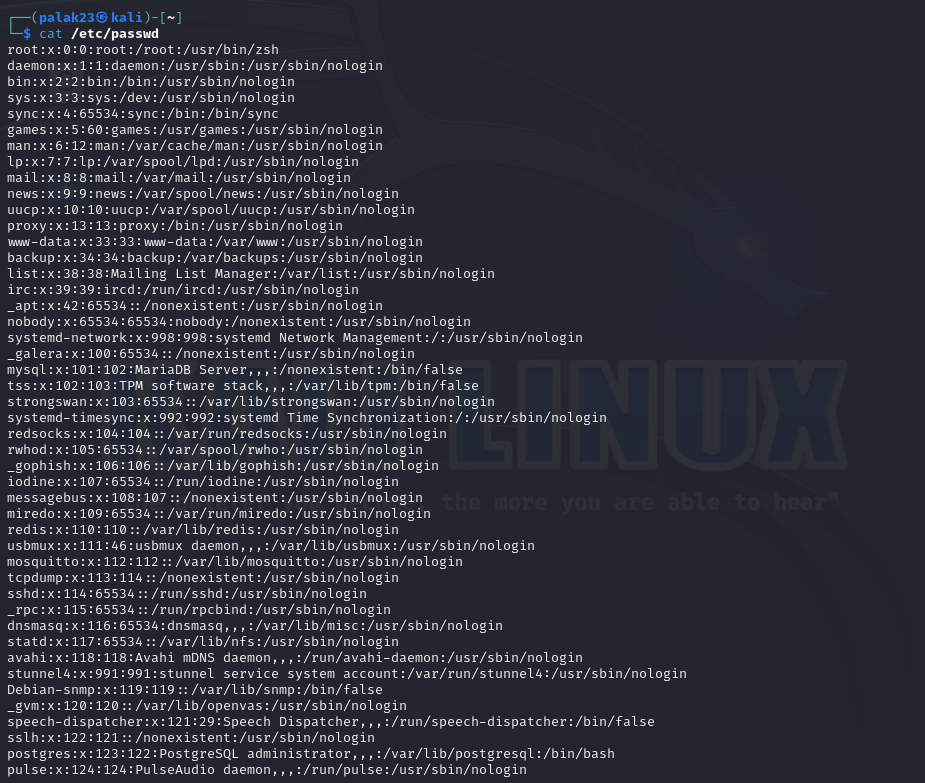 ┌──(palak23㉿kali)-[~]
└─$ cat /etc/passwd
root:x:0:0:root:/root:/usr/bin/zsh
daemon:x:1:1:daemon:/usr/sbin:/usr/sbin/nologin
bin:x:2:2:bin:/bin:/usr/sbin/nologin
sys:x:3:3:sys:/dev:/usr/sbin/nologin
sync:x:4:65534:sync:/bin:/bin/sync
games:x:5:60:games:/usr/games:/usr/sbin/nologin
man:x:6:12:man:/var/cache/man:/usr/sbin/nologin
lp:x:7:7:lp:/var/spool/lpd:/usr/sbin/nologin
mail:x:8:8:mail:/var/mail:/usr/sbin/nologin
news:x:9:9:news:/var/spool/news:/usr/sbin/nologin
uucp:x:10:10:uucp:/var/spool/uucp:/usr/sbin/nologin
proxy:x:13:13:proxy:/bin:/usr/sbin/nologin
www-data:x:33:33:www-data:/var/www:/usr/sbin/nologin
backup:x:34:34:backup:/var/backups:/usr/sbin/nologin
list:x:38:38:Mailing List Manager:/var/list:/usr/sbin/nologin
irc:x:39:39:ircd:/run/ircd:/usr/sbin/nologin
_apt:x:42:65534::/nonexistent:/usr/sbin/nologin
nobody:x:65534:65534:nobody:/nonexistent:/usr/sbin/nologin
systemd-network:x:998:998:systemd Network Management:/:/usr/sbin/nologin
_galera:x:100:65534::/nonexistent:/usr/sbin/nologin
mysql:x:101:102:MariaDB Server,,,:/nonexistent:/bin/false
tss:x:102:103:TPM software stack,,,:/var/lib/tpm:/bin/false
strongswan:x:103:65534::/var/lib/strongswan:/usr/sbin/nologin
systemd-timesync:x:992:992:systemd Time Synchronization:/:/usr/sbin/nologin
redsocks:x:104:104::/var/run/redsocks:/usr/sbin/nologin
rwhod:x:105:65534::/var/spool/rwho:/usr/sbin/nologin
_gophish:x:106:106::/var/lib/gophish:/usr/sbin/nologin
iodine:x:107:65534::/run/iodine:/usr/sbin/nologin
messagebus:x:108:107::/nonexistent:/usr/sbin/nologin
miredo:x:109:65534::/var/run/miredo:/usr/sbin/nologin
redis:x:110:110::/var/lib/redis:/usr/sbin/nologin
usbmux:x:111:46:usbmux daemon,,,:/var/lib/usbmux:/usr/sbin/nologin
mosquitto:x:112:112::/var/lib/mosquitto:/usr/sbin/nologin
tcpdump:x:113:114::/nonexistent:/usr/sbin/nologin
sshd:x:114:65534::/run/sshd:/usr/sbin/nologin
_rpc:x:115:65534::/run/rpcbind:/usr/sbin/nologin
dnsmasq:x:116:65534:dnsmasq,,,:/var/lib/misc:/usr/sbin/nologin
statd:x:117:65534::/var/lib/nfs:/usr/sbin/nologin
avahi:x:118:118:Avahi mDNS daemon,,,:/run/avahi-daemon:/usr/sbin/nologin
stunnel4:x:991:991:stunnel service system account:/var/run/stunnel4:/usr/sbin/nologin
Debian-snmp:x:119:119::/var/lib/snmp:/bin/false
_gvm:x:120:120::/var/lib/openvas:/usr/sbin/nologin
speech-dispatcher:x:121:29:Speech Dispatcher,,,:/run/speech-dispatcher:/bin/false
sslh:x:122:121::/nonexistent:/usr/sbin/nologin
postgres:x:123:122:PostgreSQL administrator,,,:/var/lib/postgresql:/bin/bash
pulse:x:124:124:PulseAudio daemon,,,:/run/pulse:/usr/sbin/nologin
LINUX
the more you are able to hear"